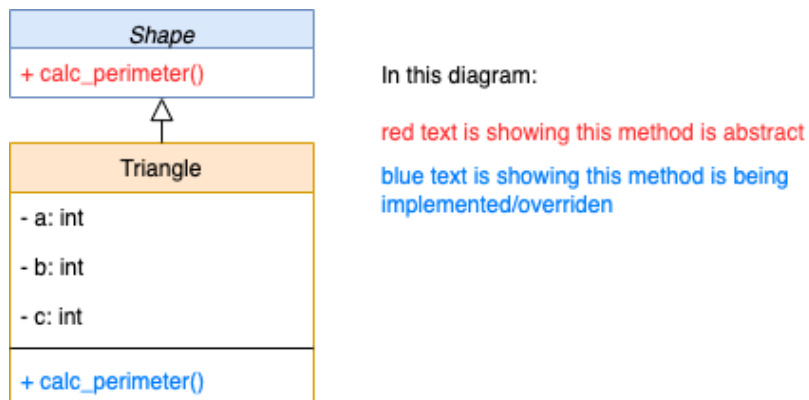 Shape
+ calc_perimeter()
Triangle
- a: int
- b: int
- c: int
+ calc_perimeter()
In this diagram:
red text is showing this method is abstract
blue text is showing this method is being
implemented/overriden